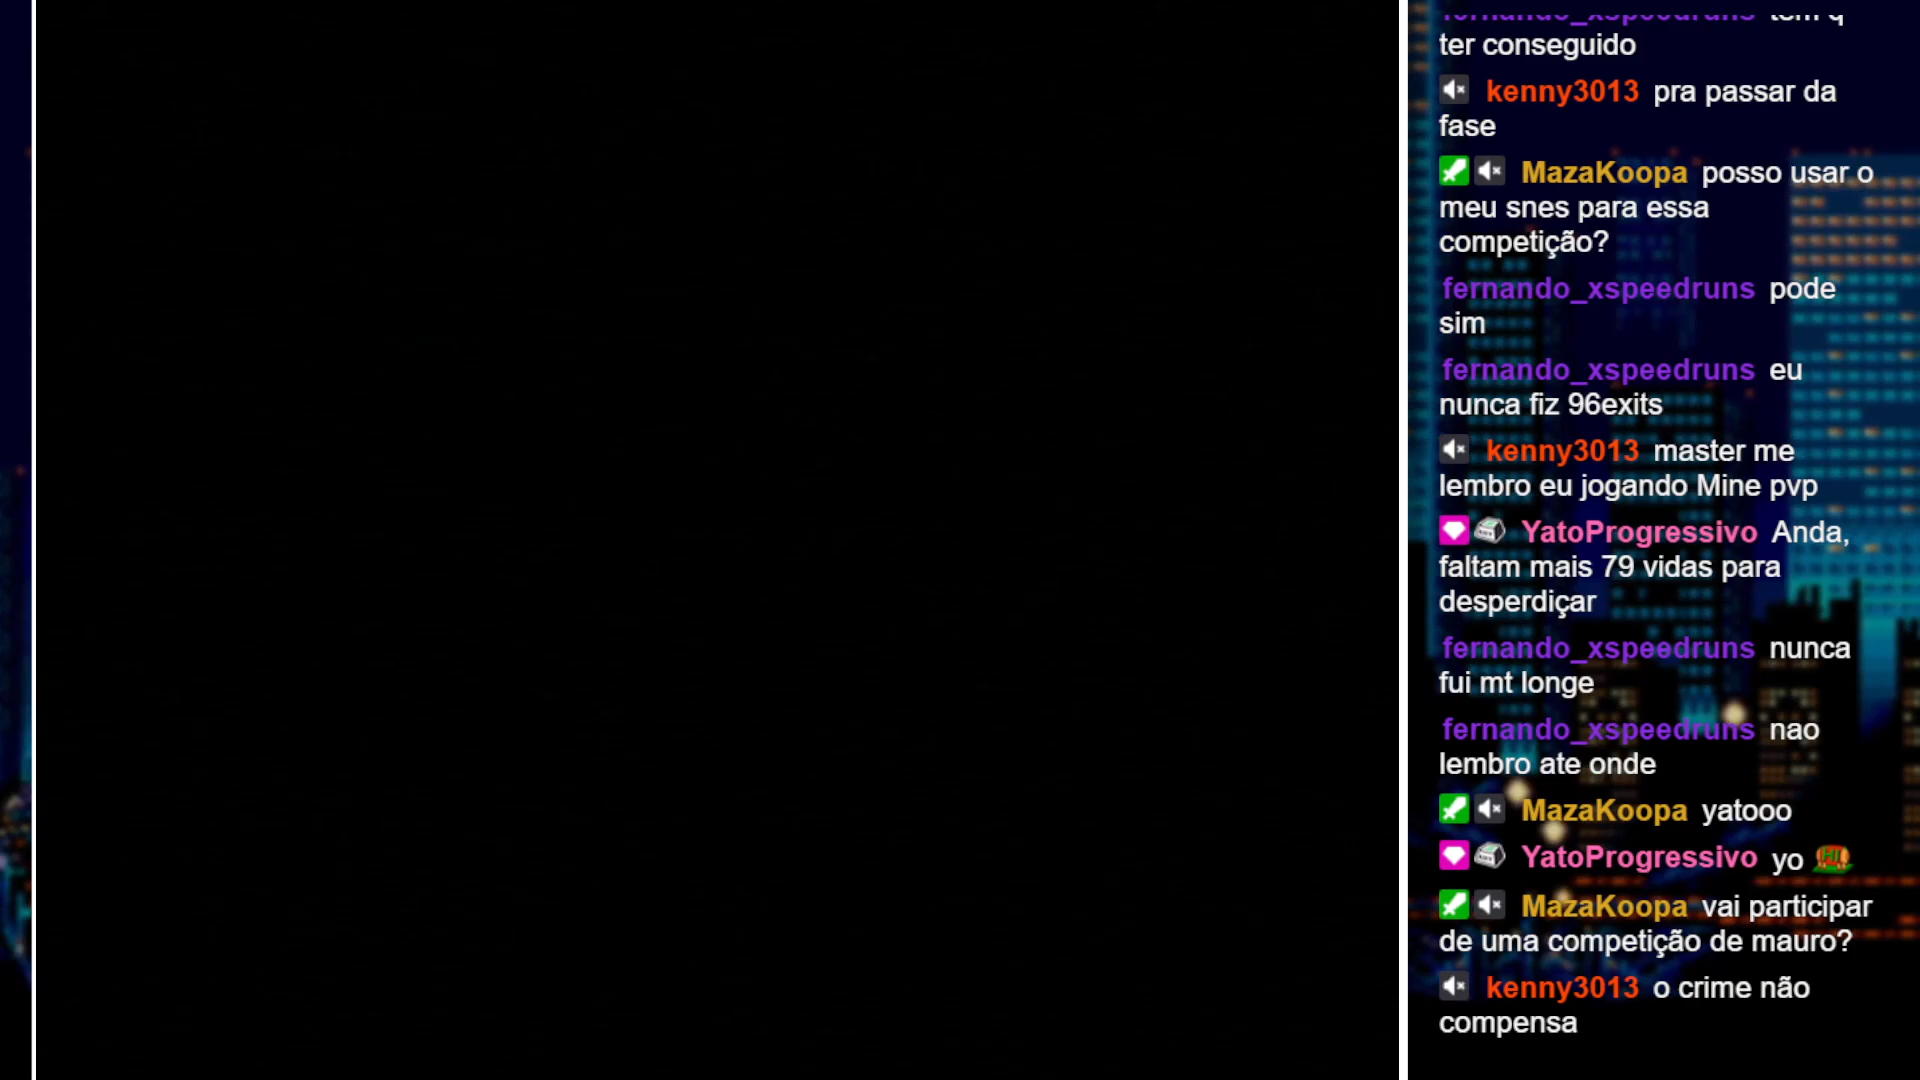 fernando_xspeedruns tem q
ter conseguido
kenny3013 pra passar da
fase
MazaKoopa posso usar o
meu snes para essa
competição?
fernando_xspeedruns pode
sim
fernando_xspeedruns eu
nunca fiz 96exits
kenny3013 master me
lembro eu jogando Mine pvp
YatoProgressivo Anda,
faltam mais 79 vidas para
desperdiçar
fernando_xspeedruns nunca
fui mt longe
fernando_xspeedruns nao
lembro ate onde
MazaKoopa yatooo
YatoProgressivo yo
MazaKoopa vai participar
de uma competição de mauro?
kenny3013 o crime não
compensa